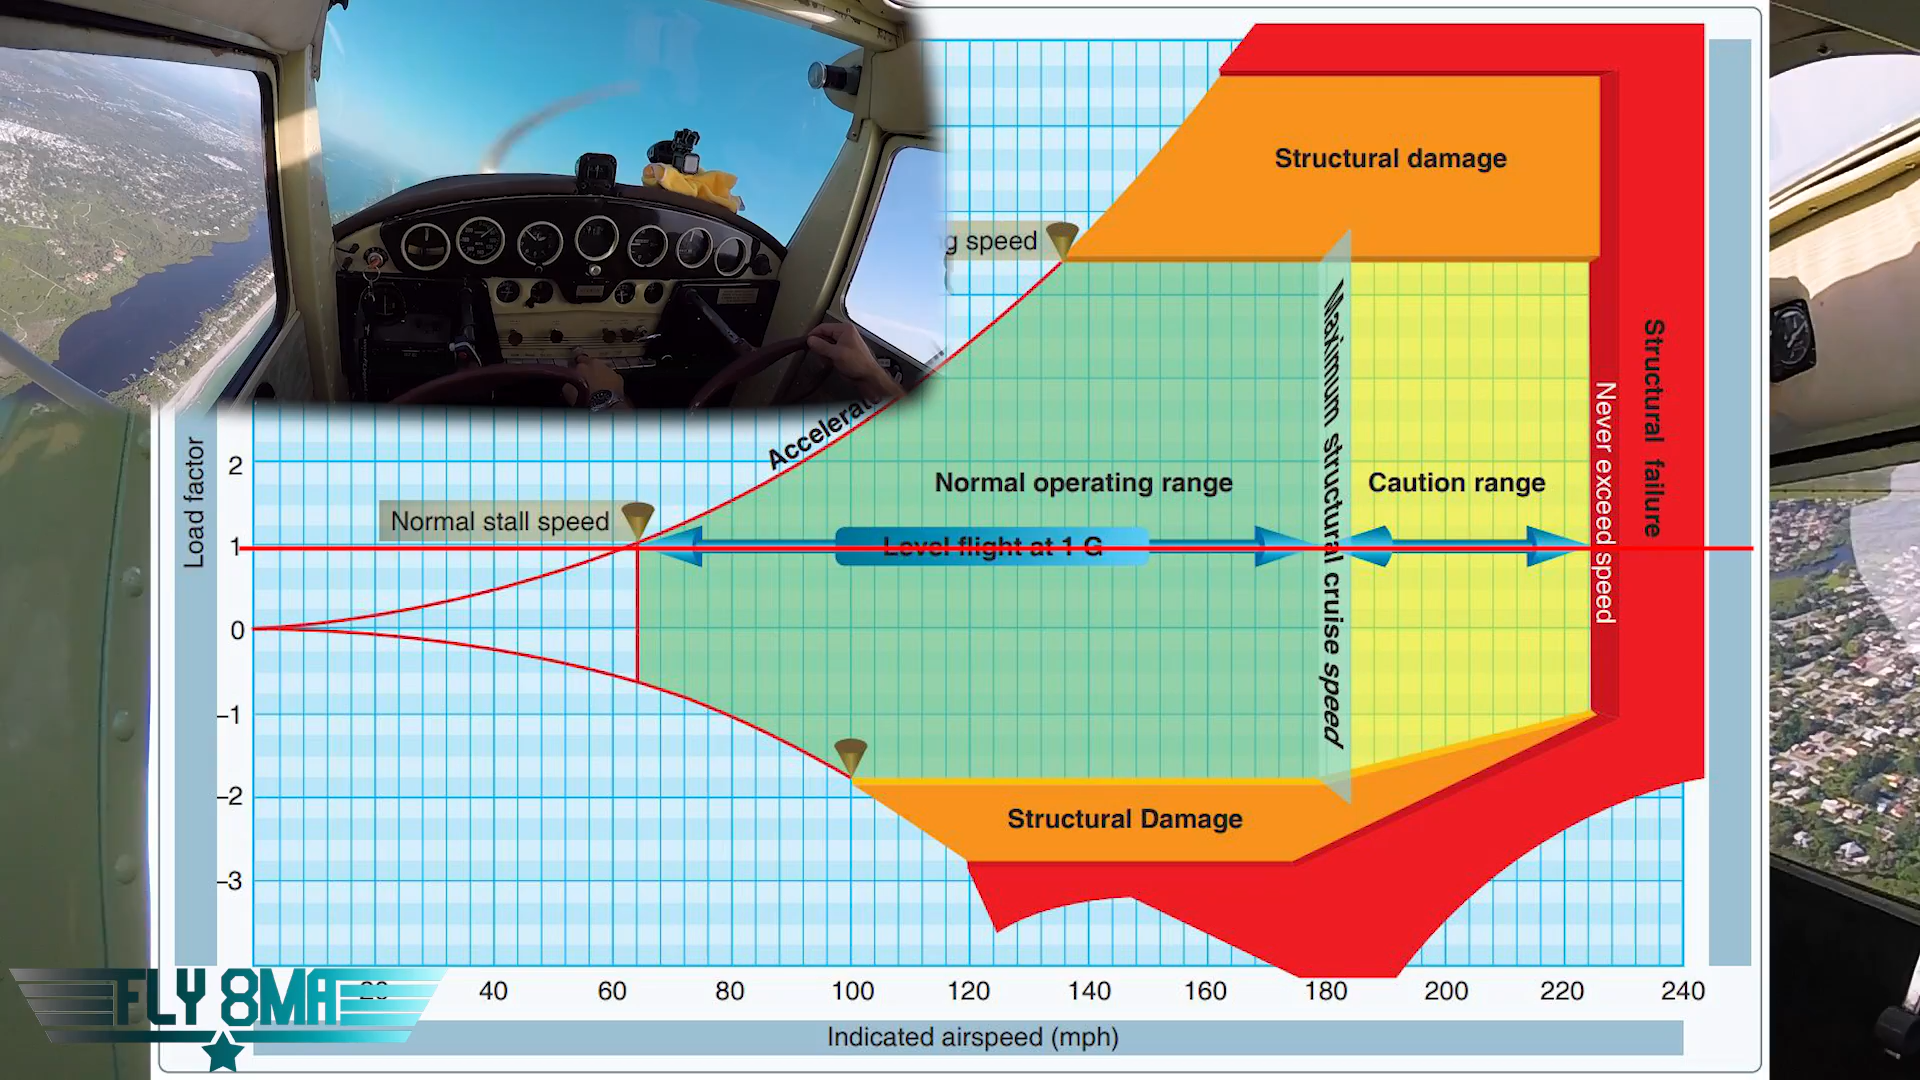 Structural damage
g speed
Maximum structural cruise speed
Structural failure
Never exceed speed
Load factor
2
Normal operating range
Caution range
Normal stall speed
1
Level flight at 1 G
0
–1
–2
Structural Damage
–3
FLY 8MA
20
40
60
80
100
120
140
160
180
200
220
240
Indicated airspeed (mph)